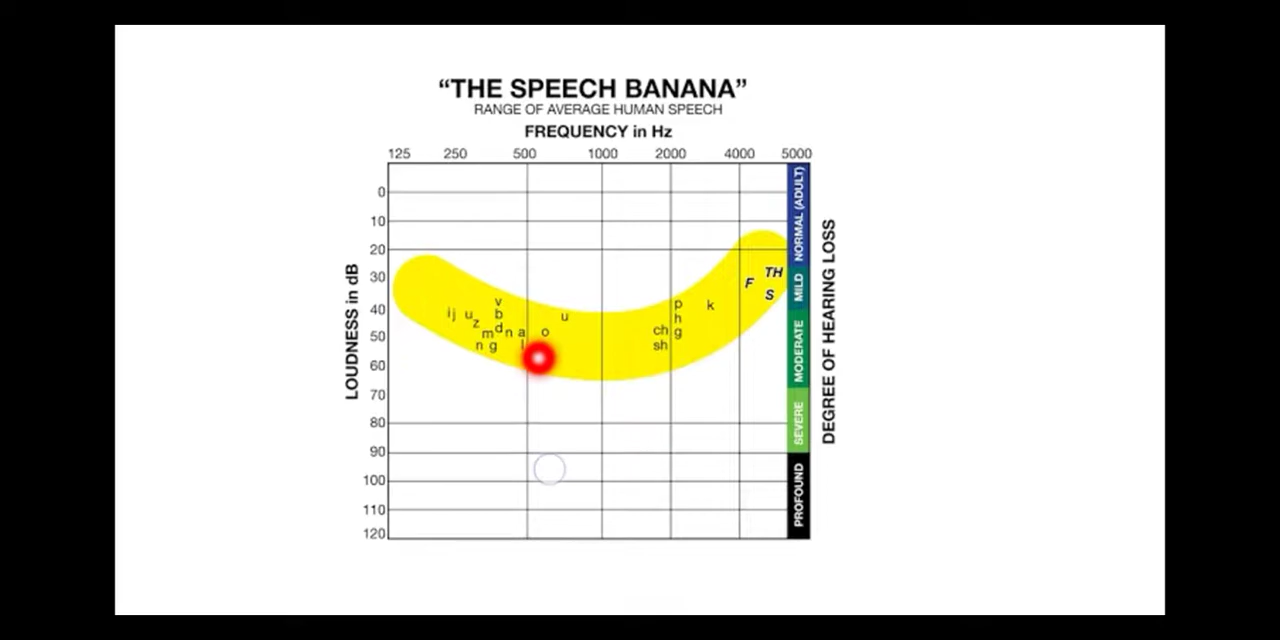 “THE SPEECH BANANA”
RANGE OF AVERAGE HUMAN SPEECH
FREQUENCY in Hz
125 250 500 1000 2000 4000 5000
LOUDNESS in dB
0
10
20
30
40
50
60
70
80
90
100
110
120
v
i j u z b
m d n a
n g l
o u
p
h
ch g
sh
k
F TH
S
NORMAL (ADULT)
MILD
MODERATE
SEVERE
PROFOUND
DEGREE OF HEARING LOSS